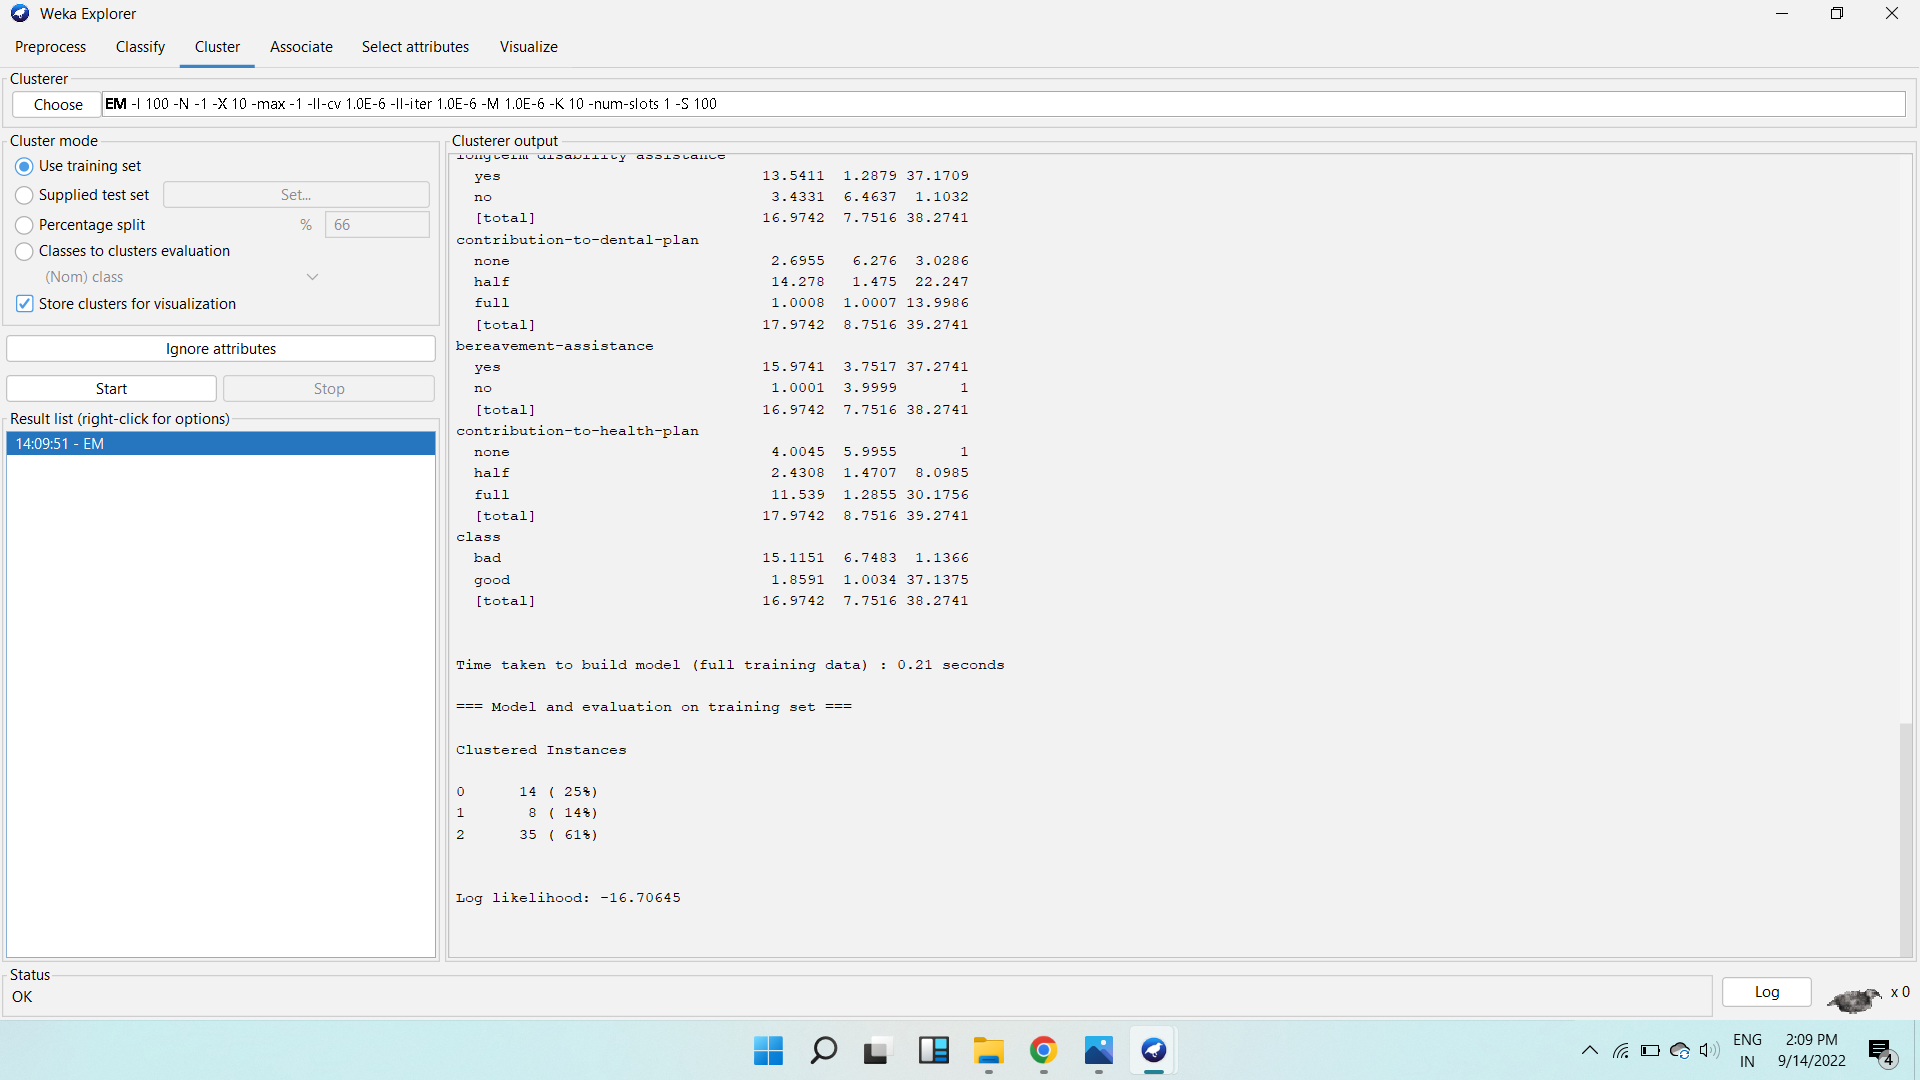 Weka Explorer
Preprocess Classify Cluster Associate Select attributes Visualize
Clusterer
Choose EM -I 100 -N -1 -X 10 -max -1 -ll-cv 1.0E-6 -ll-iter 1.0E-6 -M 1.0E-6 -K 10 -num-slots 1 -S 100
Cluster mode
Use training set
Supplied test set Set...
Percentage split % 66
Classes to clusters evaluation
(Nom) class
Store clusters for visualization
Ignore attributes
Start Stop
Result list (right-click for options)
14:09:51 - EM
Clusterer output
longterm disability assistance
yes 13.5411 1.2879 37.1709
no 3.4331 6.4637 1.1032
[total] 16.9742 7.7516 38.2741
contribution-to-dental-plan
none 2.6955 6.276 3.0286
half 14.278 1.475 22.247
full 1.0008 1.0007 13.9986
[total] 17.9742 8.7516 39.2741
bereavement-assistance
yes 15.9741 3.7517 37.2741
no 1.0001 3.9999 1
[total] 16.9742 7.7516 38.2741
contribution-to-health-plan
none 4.0045 5.9955 1
half 2.4308 1.4707 8.0985
full 11.539 1.2855 30.1756
[total] 17.9742 8.7516 39.2741
class
bad 15.1151 6.7483 1.1366
good 1.8591 1.0034 37.1375
[total] 16.9742 7.7516 38.2741
Time taken to build model (full training data) : 0.21 seconds
=== Model and evaluation on training set ===
Clustered Instances
0 14 ( 25%)
1 8 ( 14%)
2 35 ( 61%)
Log likelihood: -16.70645
Status
OK
Log x 0
ENG
IN
2:09 PM
9/14/2022
4